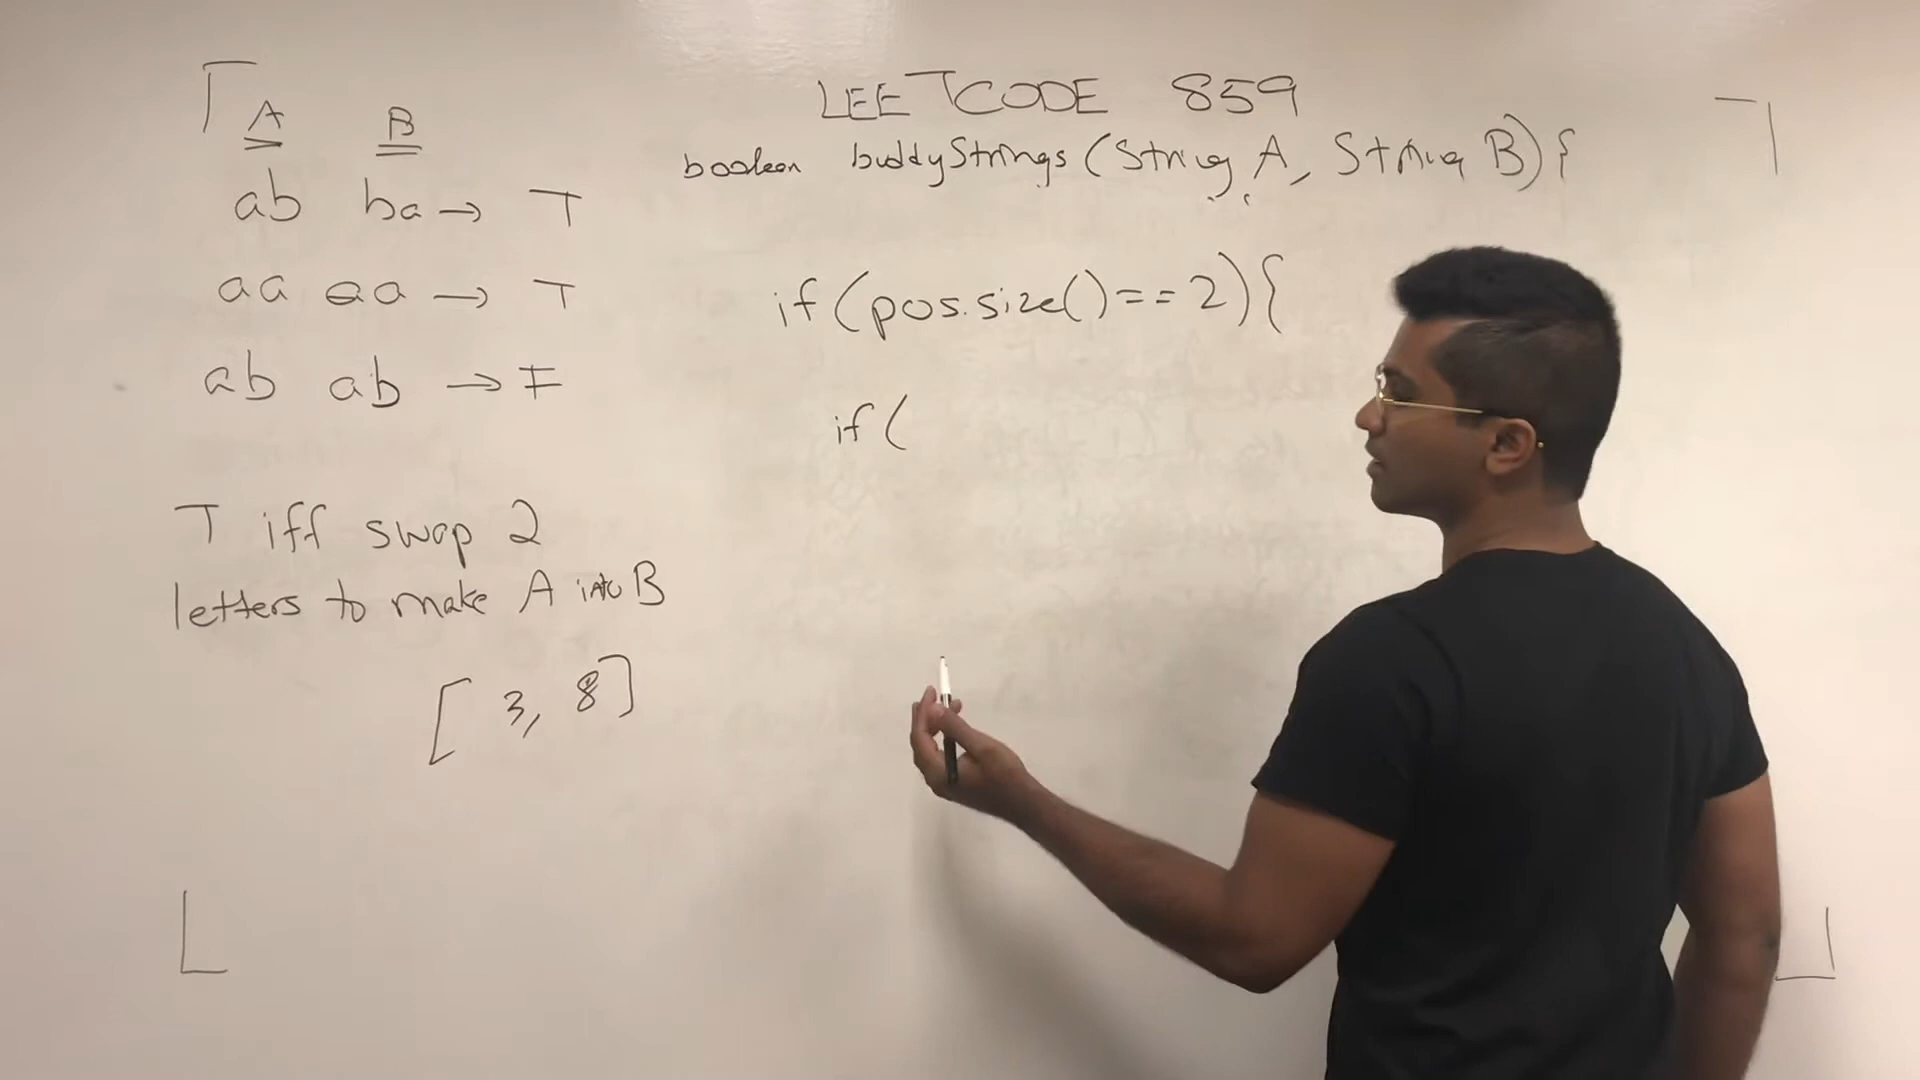 LEETCODE 859
boolean buddyStrings (String A, String B) {
A B
ab ba → T
aa aa → T
ab ab → F
T iff swap 2
letters to make A into B
[ 3, 8]
if (pos.size() == 2) {
if (